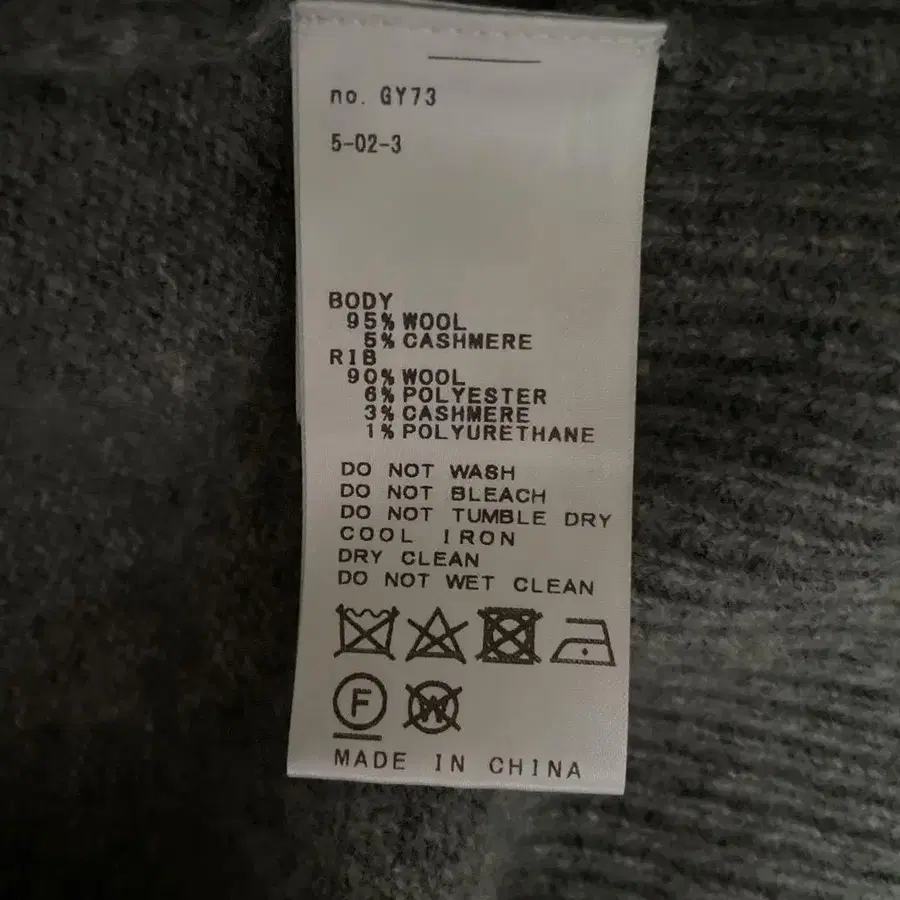 no. GY73
5-02-3
BODY
95% WOOL
5% CASHMERE
RIB
90% WOOL
6% POLYESTER
3% CASHMERE
1% POLYURETHANE
DO NOT WASH
DO NOT BLEACH
DO NOT TUMBLE DRY
COOL IRON
DRY CLEAN
DO NOT WET CLEAN
F W
MADE IN CHINA